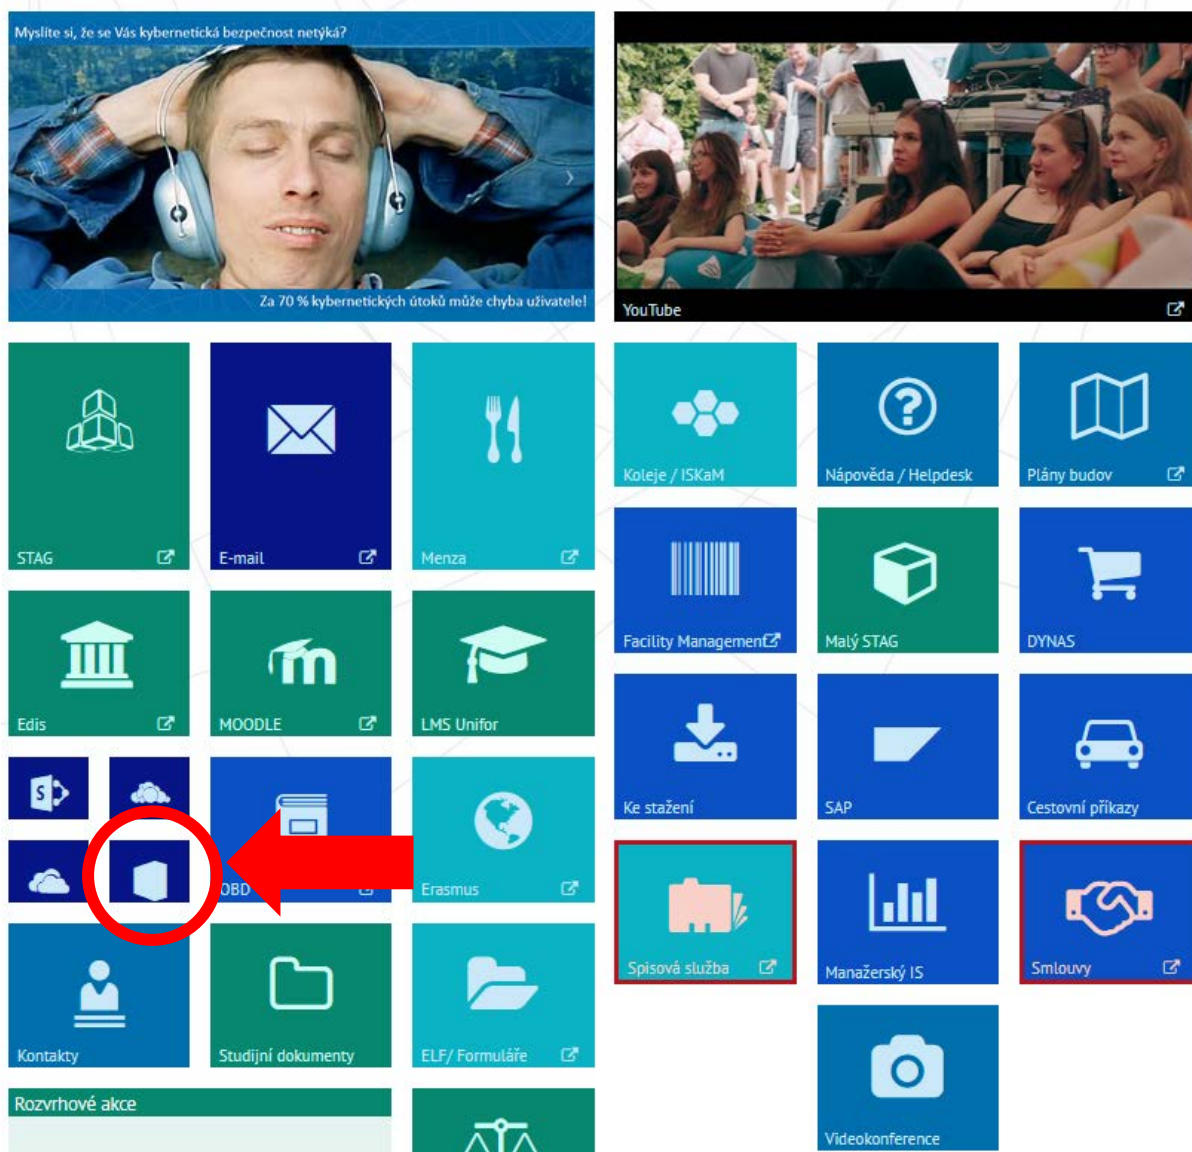 Myslíte si, že se Vás kybernetická bezpečnost netýká?
Za 70 % kybernetických útoků může chyba uživatele!
YouTube
STAG
E-mail
Menza
Koleje / ISKaM
Nápověda / Helpdesk
Plány budov
Facility Management
Malý STAG
DYNAS
Edis
MOODLE
LMS Unifor
Ke stažení
SAP
Cestovní příkazy
S
OBD
Erasmus
Spisová služba
Manažerský IS
Smlouvy
Kontakty
Studijní dokumenty
ELF/ Formuláře
Rozvrhové akce
Videokonference